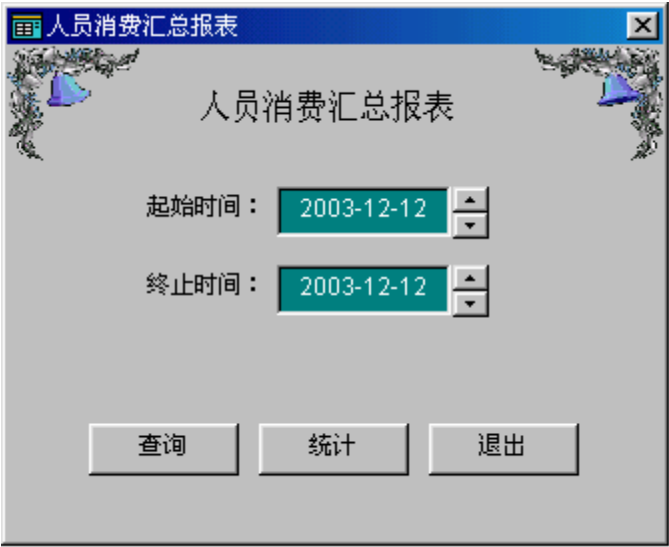 人员消费汇总报表
人员消费汇总报表
起始时间： 2003-12-12
终止时间： 2003-12-12
查询 统计 退出